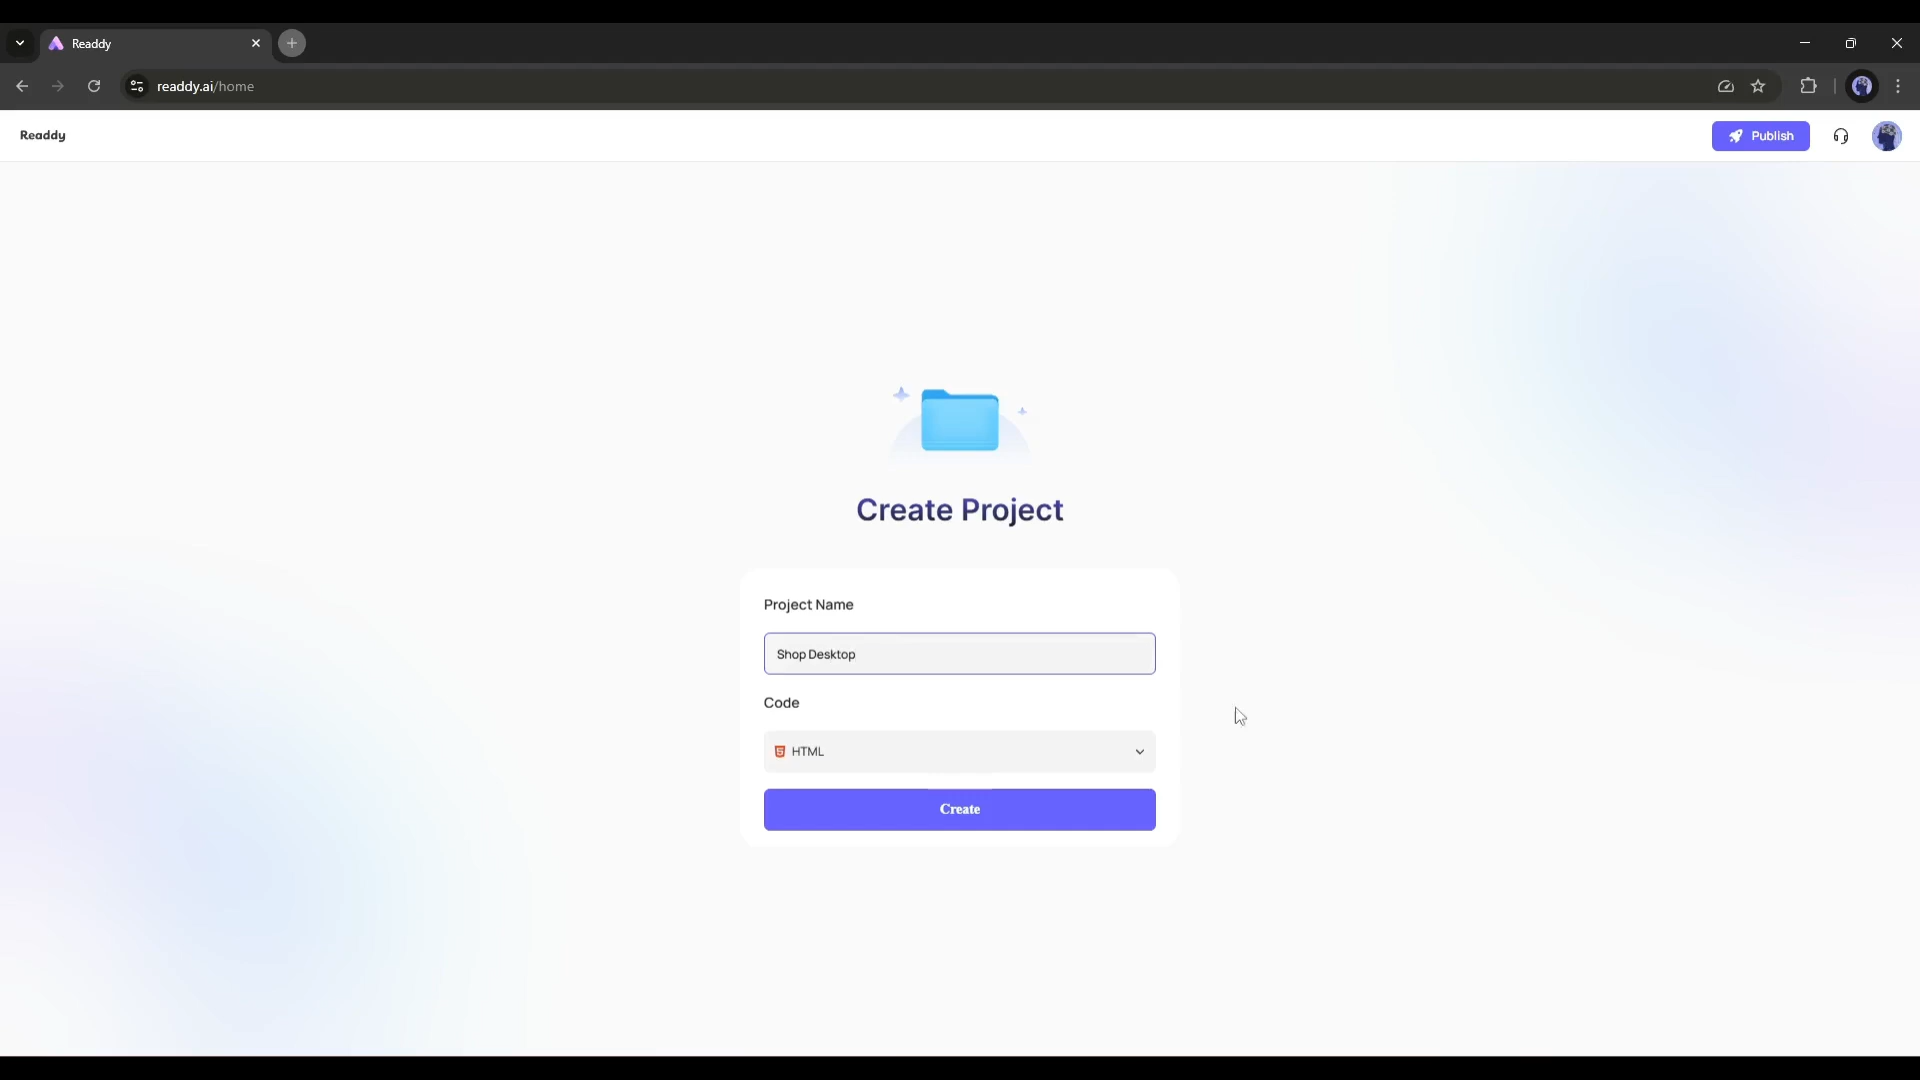 Readdy
readdy.ai/home
Readdy
Publish
Create Project
Project Name
Shop Desktop
Code
HTML
Create